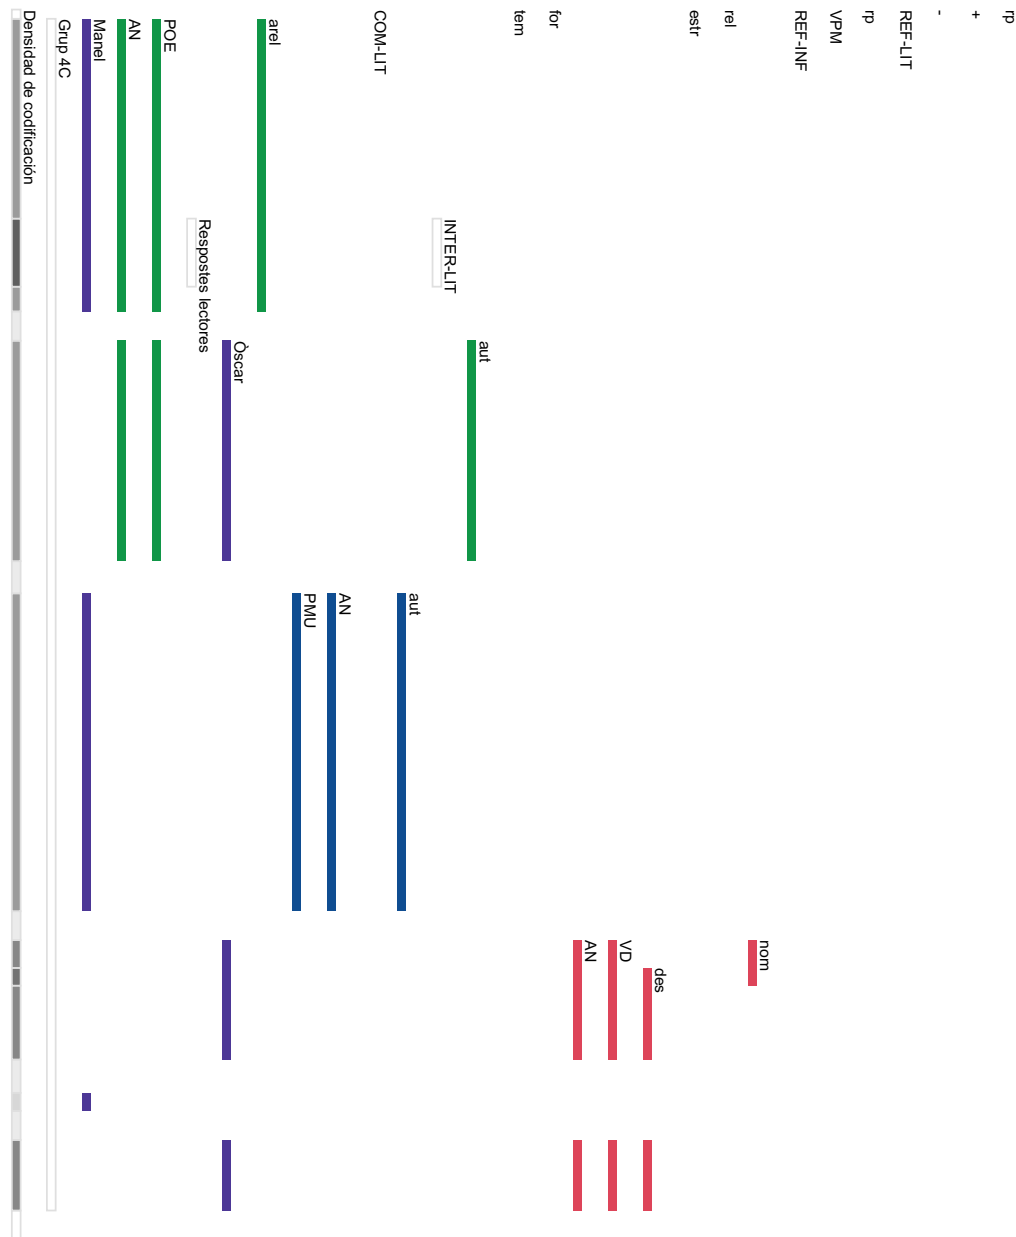 Densidad de codificación
Grup 4C
Manel
AN
POE
Respostes lectores
Òscar
arel
PMU
AN
COM-LIT
aut
INTER-LIT
aut
tem
for
AN
VD
des
estr
rel
nom
REF-INF
VPM
rp
REF-LIT
-
+
rp